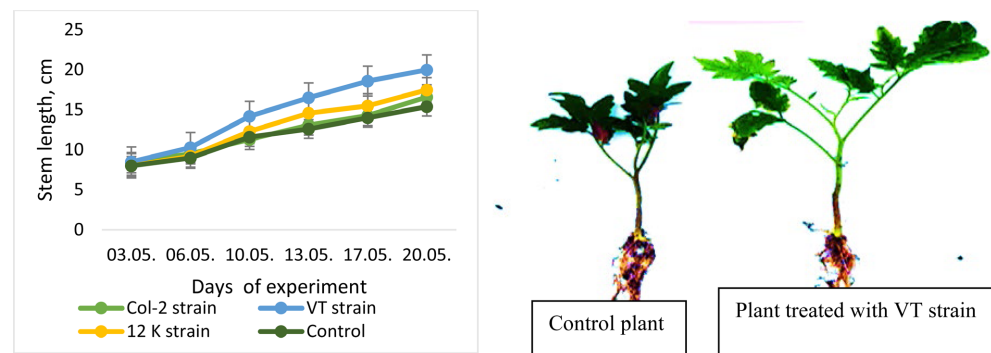 25
20
15
10
5
0
Stem length, cm
03.05. 06.05. 10.05. 13.05. 17.05. 20.05.
Days of experiment
Col-2 strain VT strain
12 K strain Control
Control plant
Plant treated with VT strain